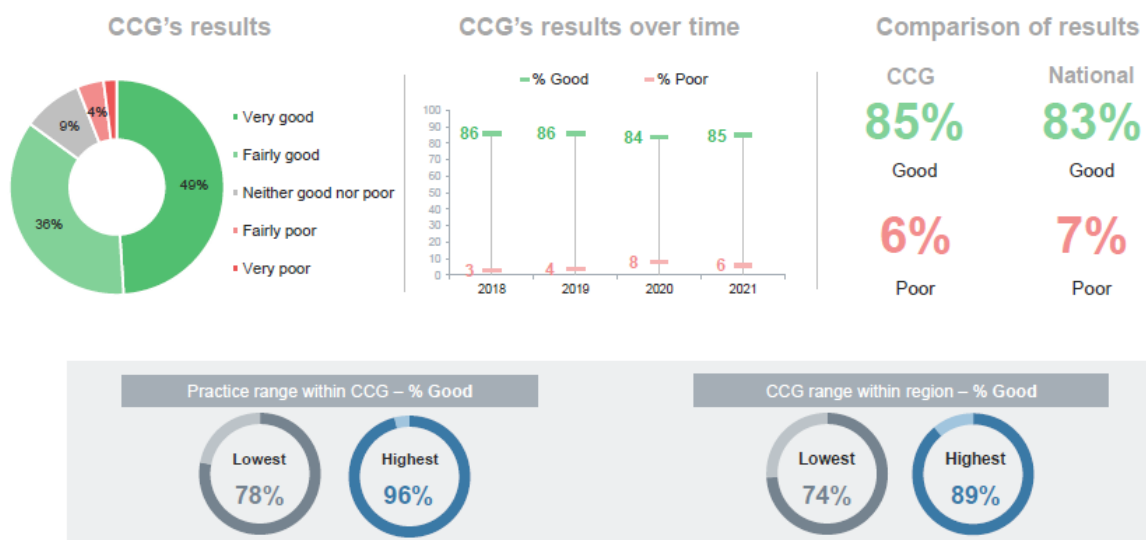 CCG's results
49%
36%
9%
4%
Very good
Fairly good
Neither good nor poor
Fairly poor
Very poor
CCG's results over time
% Good
% Poor
100
90
80
70
60
50
40
30
20
10
0
86
86
84
85
3
4
8
6
2018
2019
2020
2021
Comparison of results
CCG
National
85%
83%
Good
Good
6%
7%
Poor
Poor
Practice range within CCG – % Good
Lowest
78%
Highest
96%
CCG range within region – % Good
Lowest
74%
Highest
89%